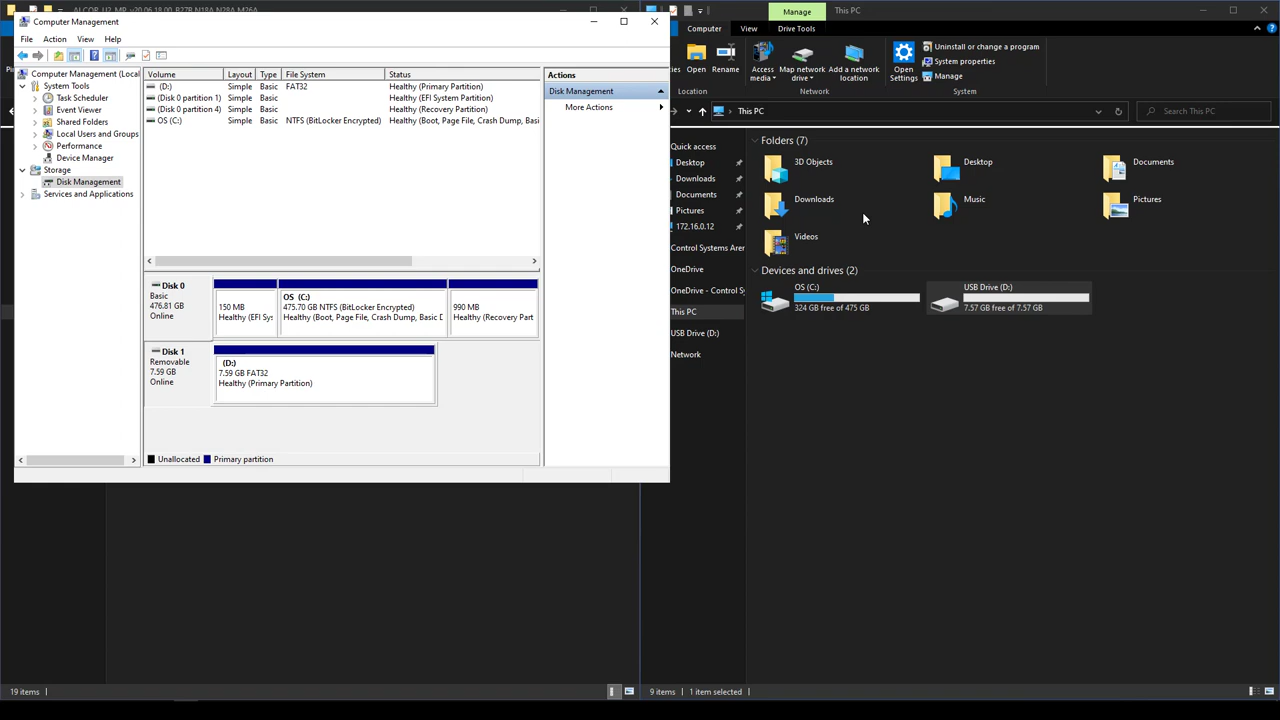 ALCOR_U2_MP_v20.06.18.00_B27R_N18A_N28A_M26A
Computer Management
File Action View Help
Computer Management (Local
System Tools
Task Scheduler
Event Viewer
Shared Folders
Local Users and Groups
Performance
Device Manager
Storage
Disk Management
Services and Applications
Volume Layout Type File System Status
(D:) Simple Basic FAT32 Healthy (Primary Partition)
(Disk 0 partition 1) Simple Basic Healthy (EFI System Partition)
(Disk 0 partition 4) Simple Basic Healthy (Recovery Partition)
OS (C:) Simple Basic NTFS (BitLocker Encrypted) Healthy (Boot, Page File, Crash Dump, Basi
Disk 0
Basic
476.81 GB
Online
150 MB
Healthy (EFI Sys
OS (C:)
475.70 GB NTFS (BitLocker Encrypted)
Healthy (Boot, Page File, Crash Dump, Basic D
990 MB
Healthy (Recovery Part
Disk 1
Removable
7.59 GB
Online
(D:)
7.59 GB FAT32
Healthy (Primary Partition)
Unallocated Primary partition
Actions
Disk Management
More Actions
19 items
Manage
This PC
Computer View Drive Tools
Open
Rename
Access media
Map network drive
Add a network location
Open Settings
Uninstall or change a program
System properties
Manage
Location
Network
System
This PC
Search This PC
Quick access
Desktop
Downloads
Documents
Pictures
172.16.0.12
Control Systems Aren
OneDrive
OneDrive - Control Sy
This PC
USB Drive (D:)
Network
Folders (7)
3D Objects
Desktop
Documents
Downloads
Music
Pictures
Videos
Devices and drives (2)
OS (C:)
324 GB free of 475 GB
USB Drive (D:)
7.57 GB free of 7.57 GB
9 items 1 item selected